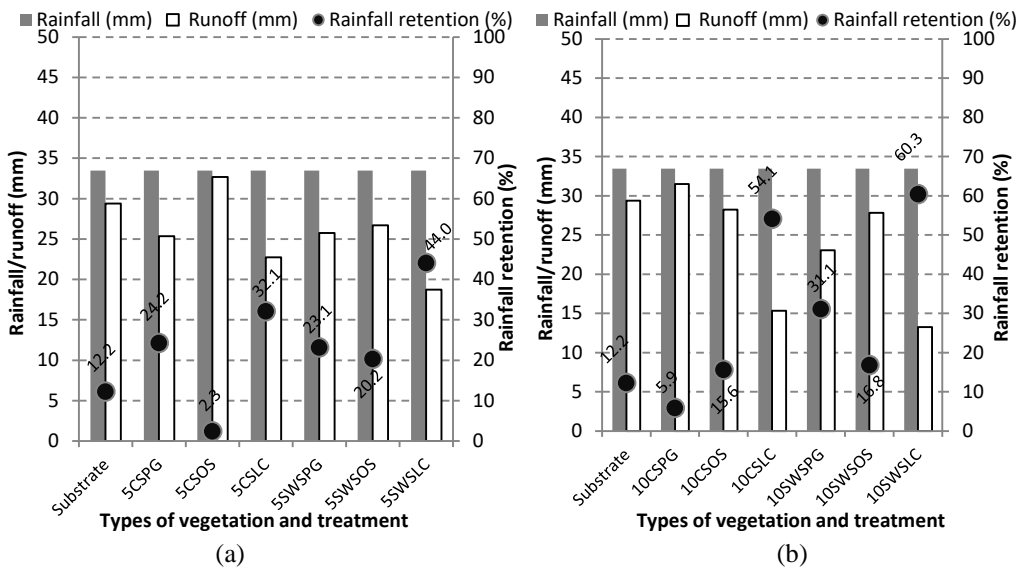 Rainfall (mm) Runoff (mm) Rainfall retention (%)
50
45
40
35
30
25
20
15
10
5
0
Rainfall/runoff (mm)
100
90
80
70
60
50
40
30
20
10
0
Rainfall retention (%)
12.2
24.2
2.3
32.1
23.1
20.2
44.0
Substrate
5CSPG
5CSOS
5CSLC
5SWSPG
5SWSOS
5SWSLC
Types of vegetation and treatment
(a)
Rainfall (mm) Runoff (mm) Rainfall retention (%)
50
45
40
35
30
25
20
15
10
5
0
Rainfall/runoff (mm)
100
90
80
70
60
50
40
30
20
10
0
Rainfall retention (%)
12.2
5.9
15.6
54.1
31.1
16.8
60.3
Substrate
10CSPG
10CSOS
10CSLC
10SWSPG
10SWSOS
10SWSLC
Types of vegetation and treatment
(b)